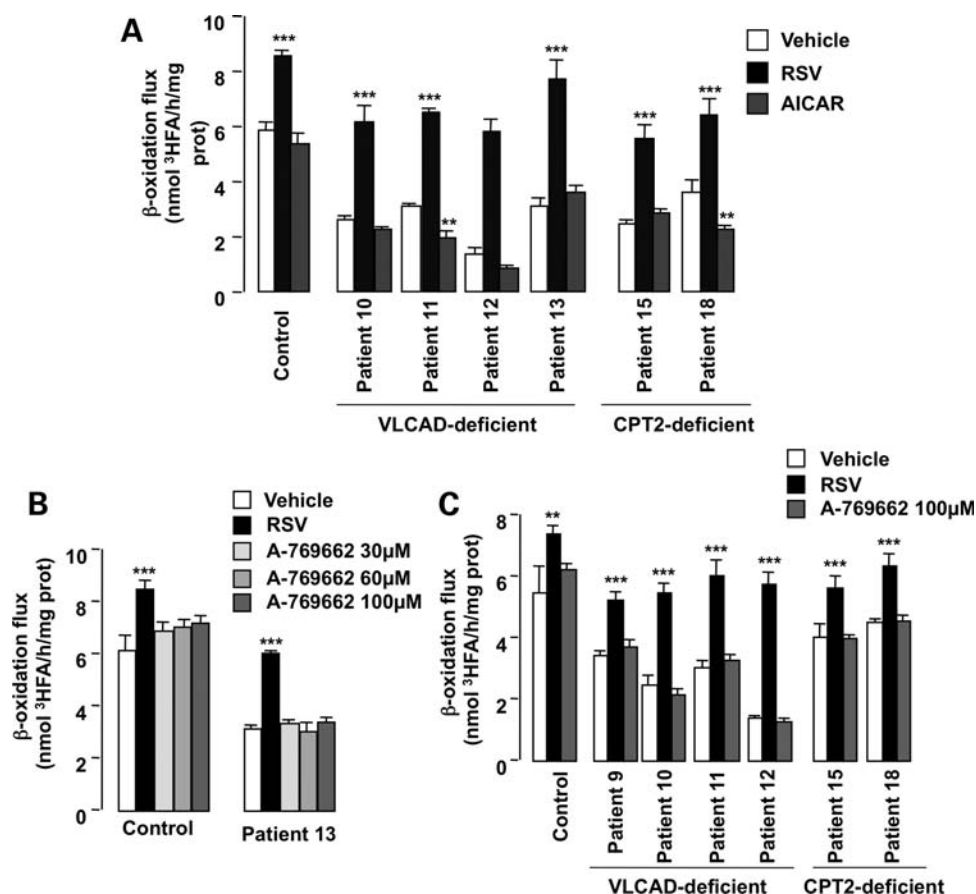 A
β-oxidation flux
(nmol ³HFA/h/mg
prot)
10
8
6
4
2
0
***
***
***
**
***
***
***
**
Vehicle
RSV
AICAR
Control
Patient 10
Patient 11
Patient 12
Patient 13
Patient 15
Patient 18
VLCAD-deficient
CPT2-deficient
B
β-oxidation flux
(nmol ³HFA/h/mg prot)
10
8
6
4
2
0
***
***
Vehicle
RSV
A-769662 30µM
A-769662 60µM
A-769662 100µM
Control
Patient 13
C
Vehicle
RSV
A-769662 100µM
β-oxidation flux
(nmol ³HFA/h/mg prot)
8
6
4
2
0
**
***
***
***
***
***
***
Control
Patient 9
Patient 10
Patient 11
Patient 12
Patient 15
Patient 18
VLCAD-deficient
CPT2-deficient